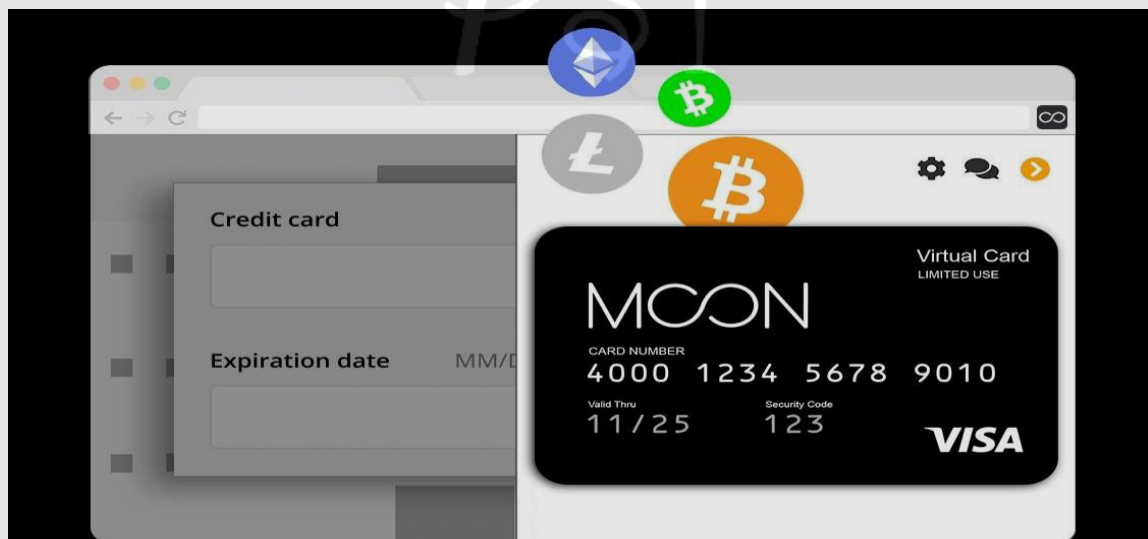 Credit card
Expiration date MM/D
Virtual Card
LIMITED USE
MOON
CARD NUMBER
4000 1234 5678 9010
Valid Thru
Security Code
11/25
123
VISA